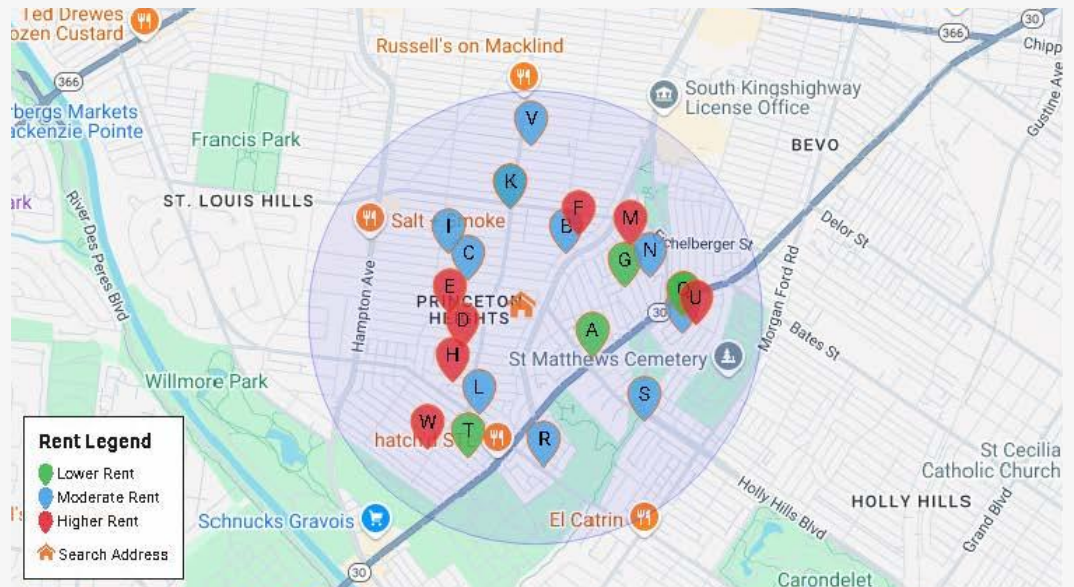 Ted Drewes
ozen Custard
366
rbergs Markets
ackenzie Pointe
Russell's on Macklind
South Kingshighway
License Office
366
30
Chipp
Gustine Ave
Francis Park
BEVO
ark
ST. LOUIS HILLS
River Des Peres Blvd
Salt + Smoke
Hampton Ave
PRINCETON
HEIGHTS
chelberger St
Delor St
Morgan Ford Rd
30
Bates St
St Matthews Cemetery
Willmore Park
V
K
F
B
I
M
C
N
G
E
U
D
A
H
L
S
W
T
R
Rent Legend
Lower Rent
Moderate Rent
Higher Rent
Search Address
Schnucks Gravois
El Catrin
30
Holly Hills Blvd
HOLLY HILLS
St Cecilia
Catholic Church
Grand Blvd
Carondelet